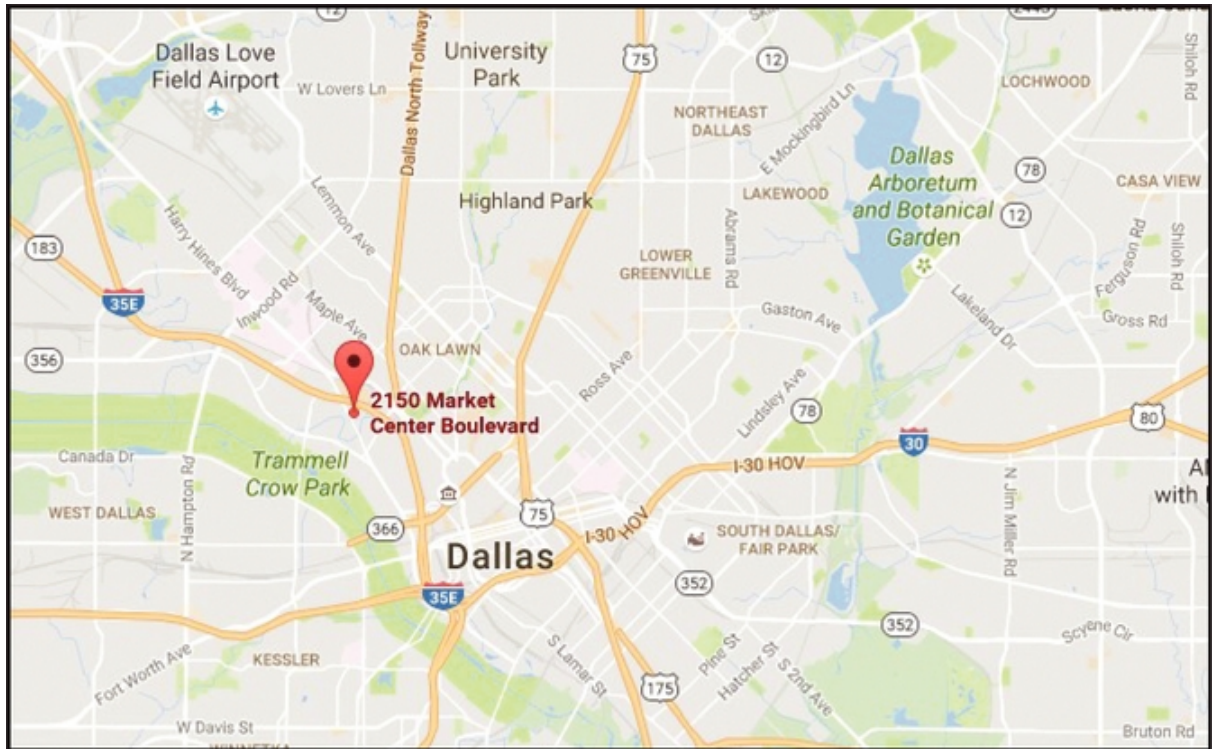 12
Dallas Love
Field Airport
University
Park
75
12
W Lovers Ln
Dallas North Tollway
NORTHEAST
DALLAS
E Mockingbird Ln
LOCHWOOD
Shiloh Rd
Dallas
Arboretum
and Botanical
Garden
78
CASA VIEW
LAKEWOOD
Highland Park
12
Lemmon Ave
Harry Hines Blvd
183
LOWER
GREENVILLE
Abrams Rd
Ferguson Rd
Shiloh Rd
35E
Inwood Rd
Maple Ave
Gaston Ave
Lakeland Dr
Gross Rd
356
OAK LAWN
Ross Ave
2150 Market
Center Boulevard
Lindsley Ave
78
80
30
I-30 HOV
Canada Dr
Trammell
Crow Park
N Hampton Rd
WEST DALLAS
366
75
I-30 HOV
SOUTH DALLAS/
FAIR PARK
N Jim Miller Rd
with
Dallas
352
35E
352
Scyene Cir
KESSLER
Fort Worth Ave
S Lamar St
Pine St
Hatcher St
S 2nd Ave
175
W Davis St
Bruton Rd